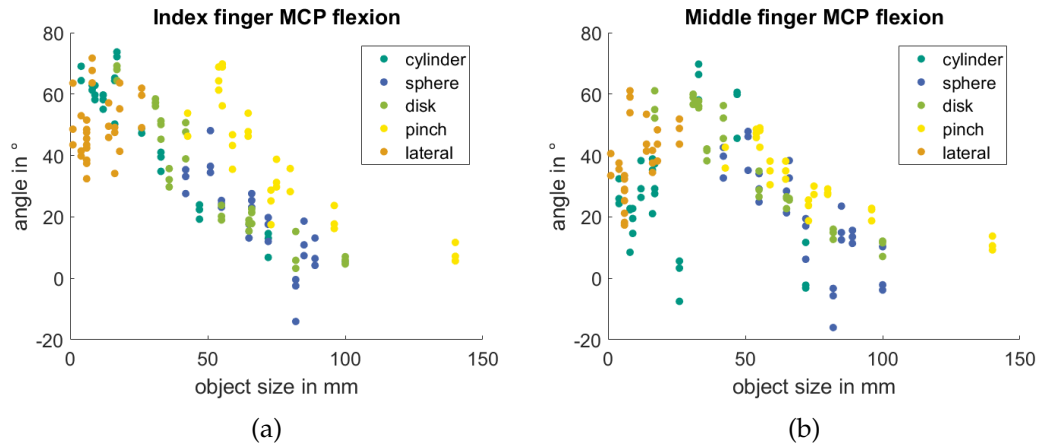 Index finger MCP flexion
80
60
40
20
0
-20
angle in °
0
50
100
150
object size in mm
cylinder
sphere
disk
pinch
lateral
(a)
Middle finger MCP flexion
80
60
40
20
0
-20
angle in °
0
50
100
150
object size in mm
cylinder
sphere
disk
pinch
lateral
(b)